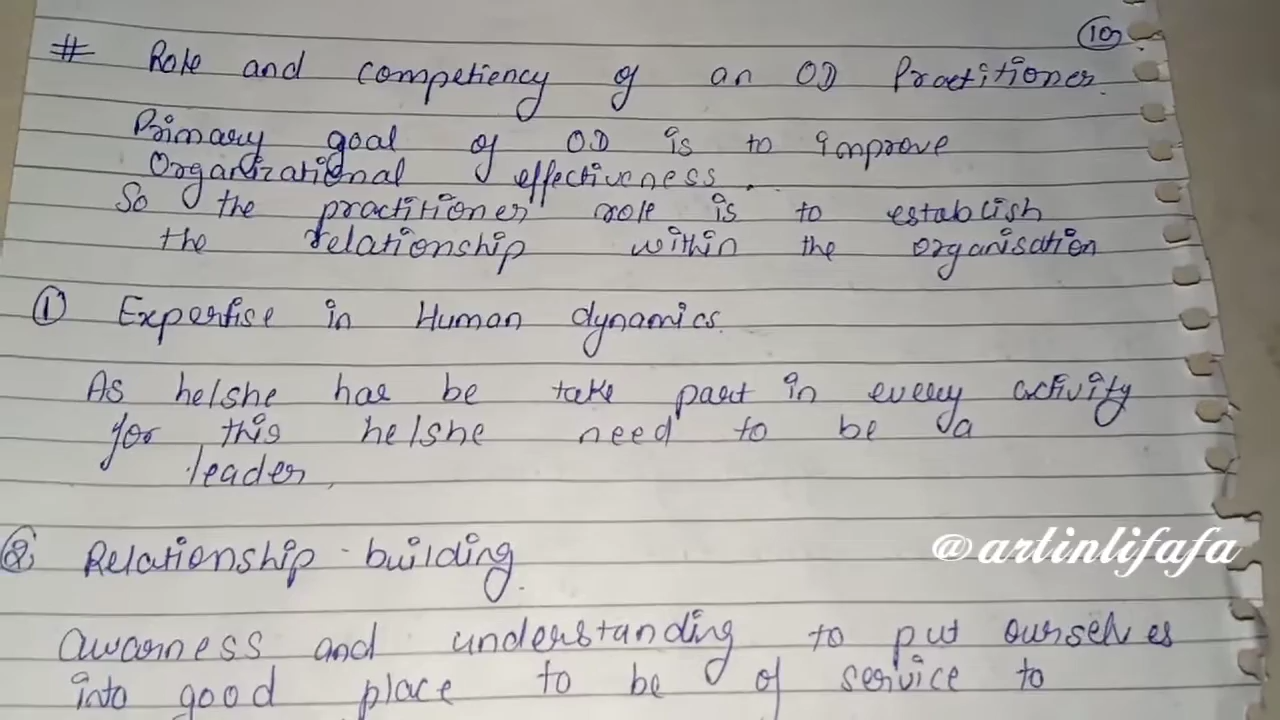 10
# Role and competiency of an OD Practitioner.
Primary goal of OD is to improve
Organizational effectiveness.
So the practitioner role is to establish
the relationship within the organisation
① Expertise in Human dynamics.
As he/she has be take part in every activity
for this he/she need to be a
leader.
② Relationship-building.
awarness and understanding to put ourselves
into good place to be of service to
@artinlifafa